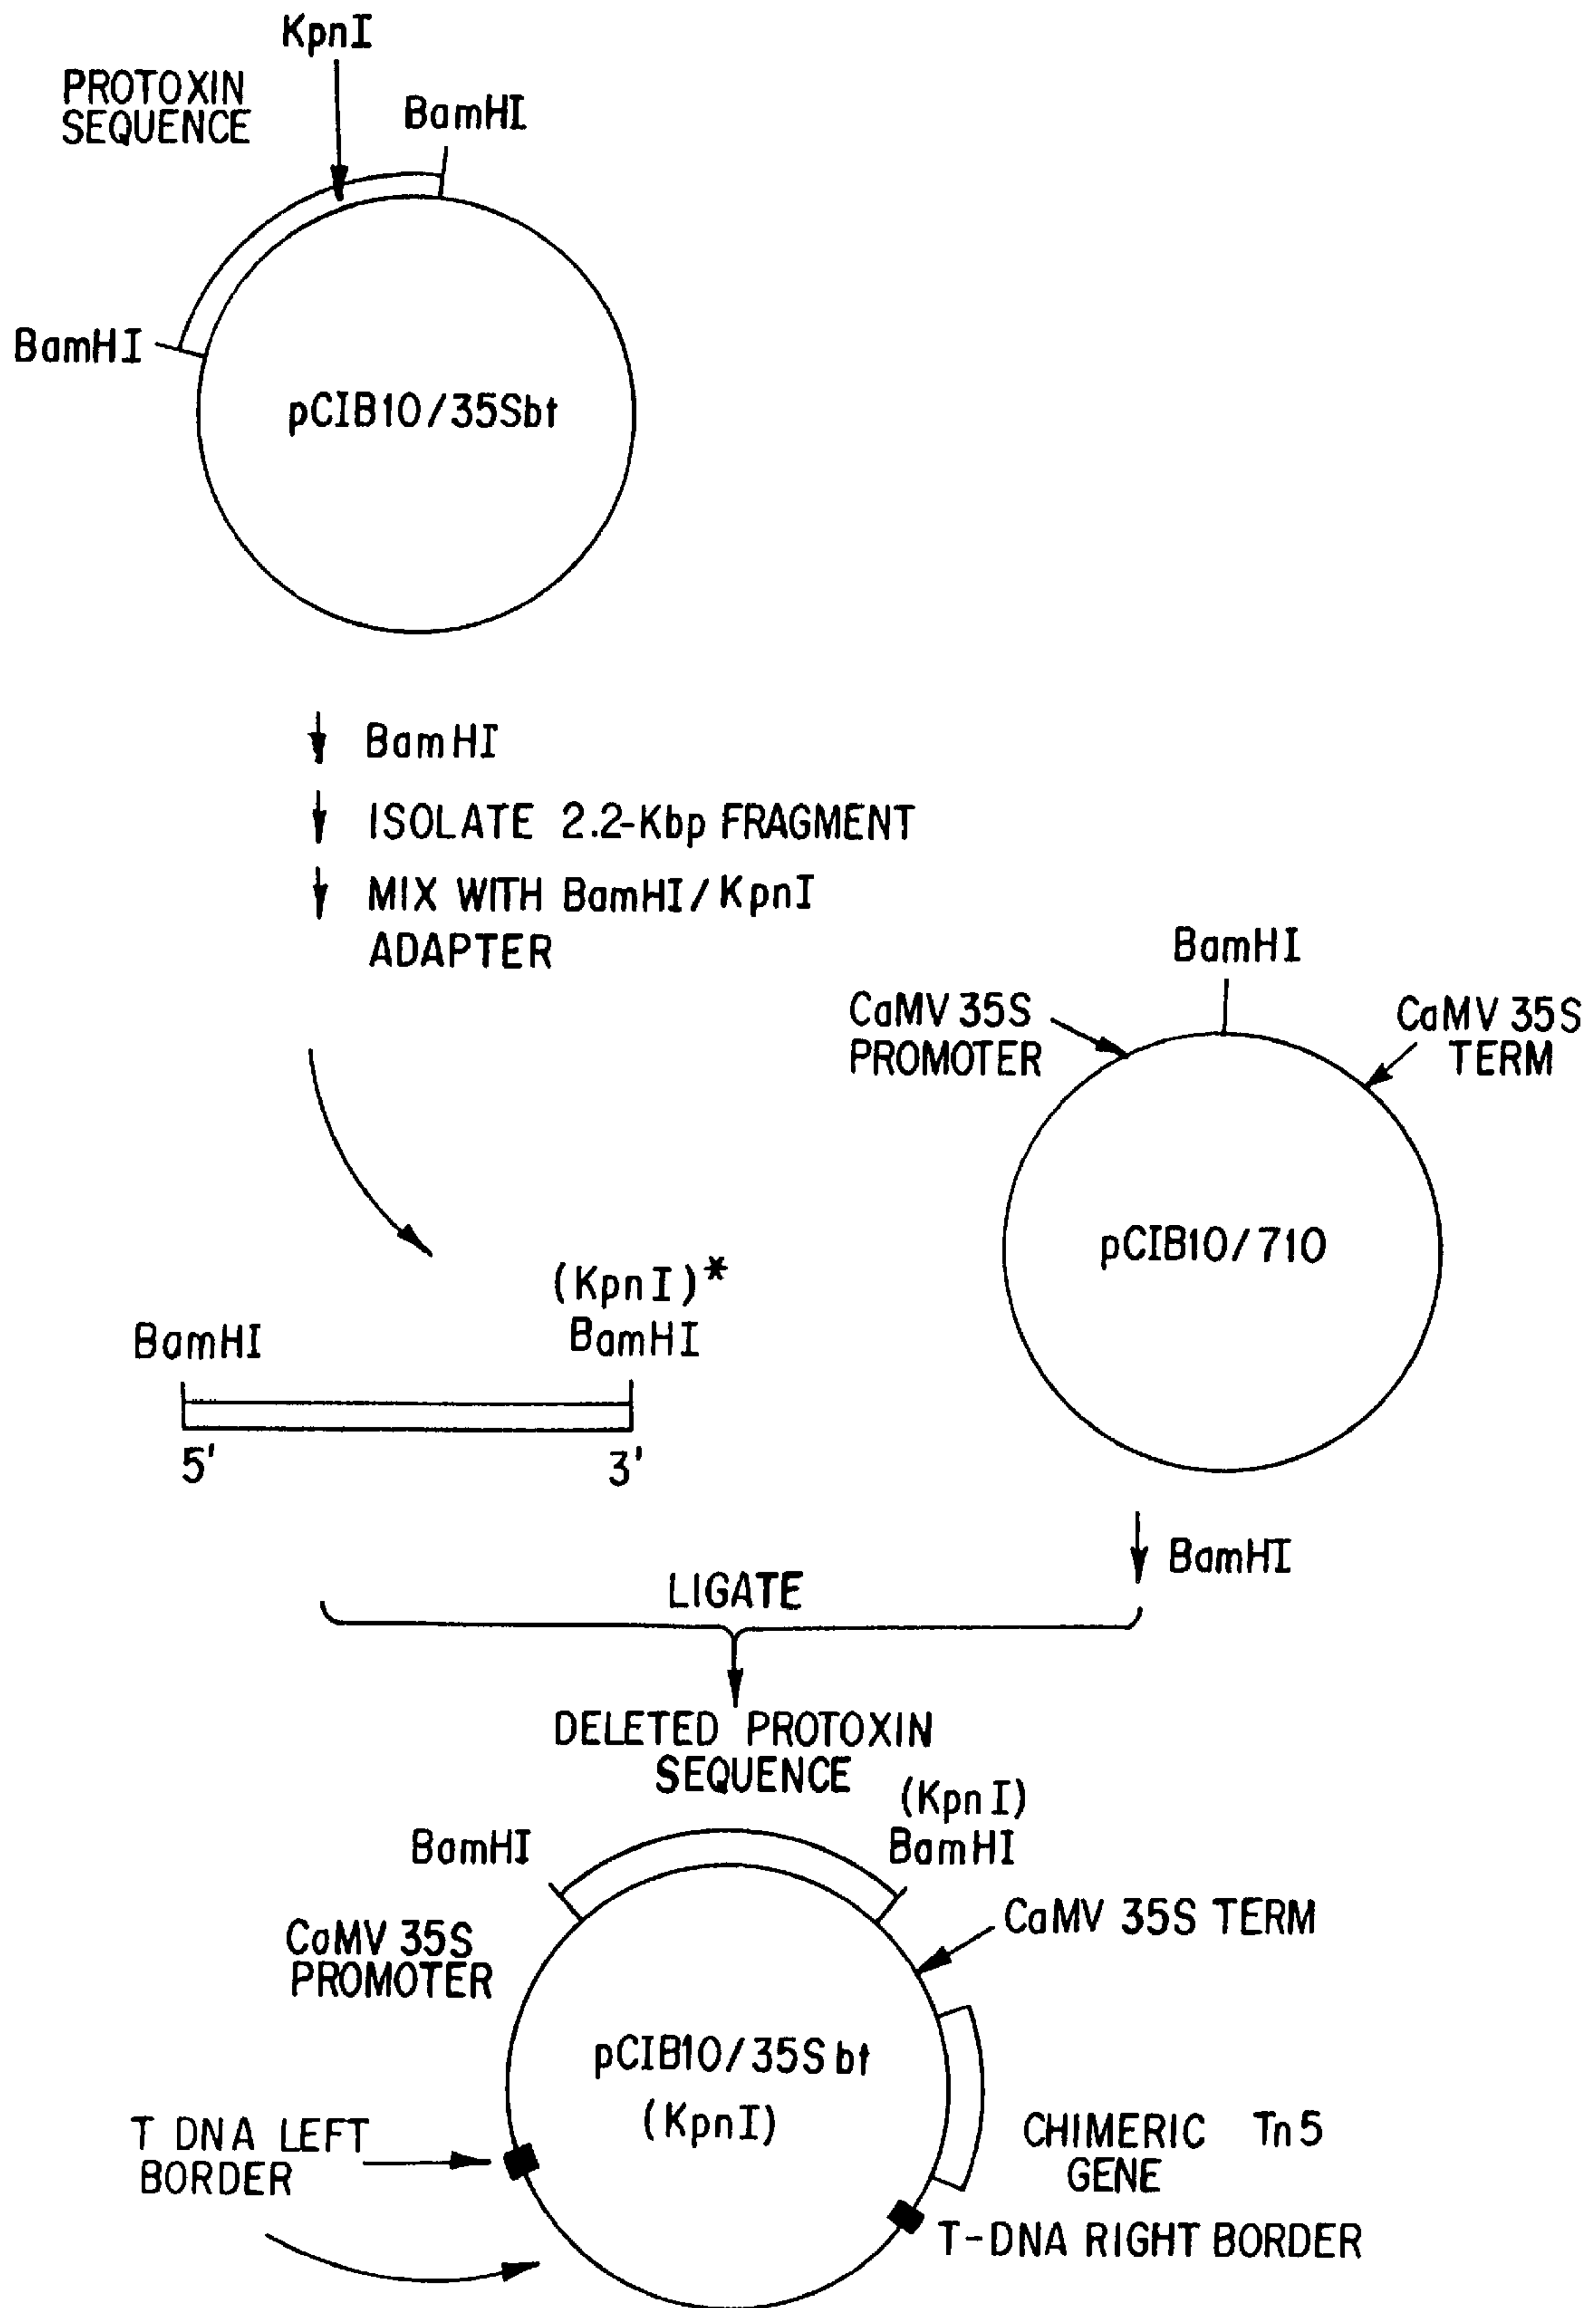 KpnI
PROTOXIN
SEQUENCE
BamHI
BamHI
pCIB10/35Sbt
BamHI
ISOLATE 2.2-Kbp FRAGMENT
MIX WITH BamHI/KpnI
ADAPTER
BamHI
CaMV 35S
PROMOTER
CaMV 35S
TERM
pCIB10/710
(KpnI)*
BamHI
BamHI
5'
3'
BamHI
LIGATE
DELETED PROTOXIN
SEQUENCE
(KpnI)
BamHI
BamHI
CaMV 35S TERM
CaMV 35S
PROMOTER
pCIB10/35Sbt
(KpnI)
T DNA LEFT
BORDER
CHIMERIC Tn5
GENE
T-DNA RIGHT BORDER